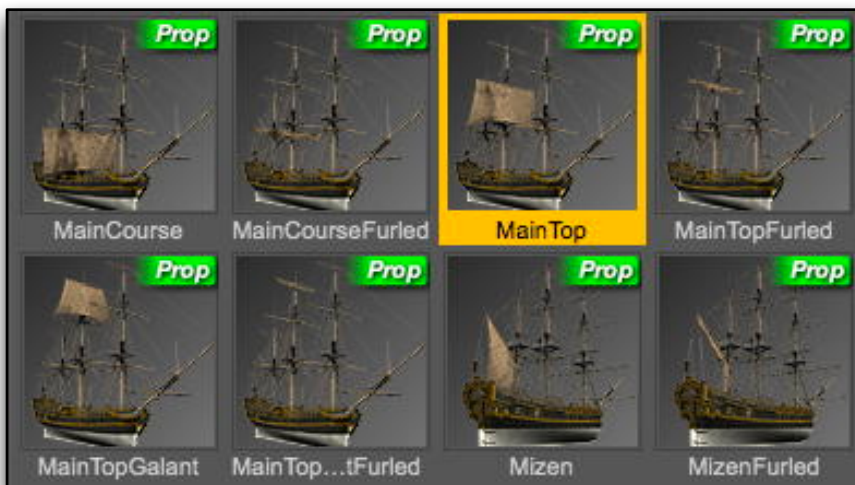 Prop Prop Prop Prop
MainCourse MainCourseFurled MainTop MainTopFurled
Prop Prop Prop Prop
MainTopGalant MainTop...tFurled Mizen MizenFurled